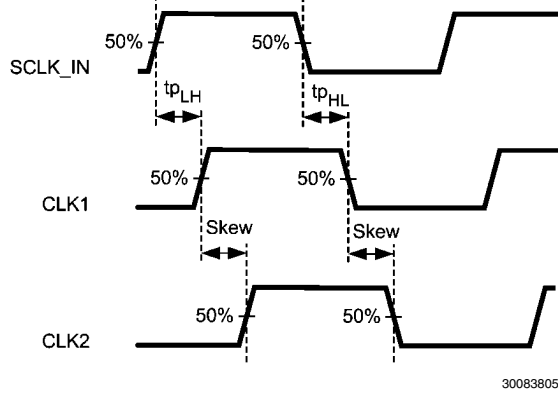 50% 50%
SCLK_IN
tpLH tpHL
50% 50%
CLK1
Skew Skew
50% 50%
CLK2
30083805